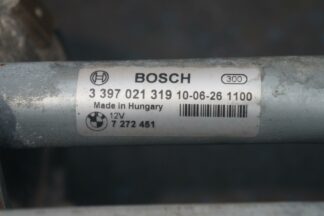 BOSCH 300
3 397 021 319 10-06-26 1100
Made in Hungary
12V
7 272 451